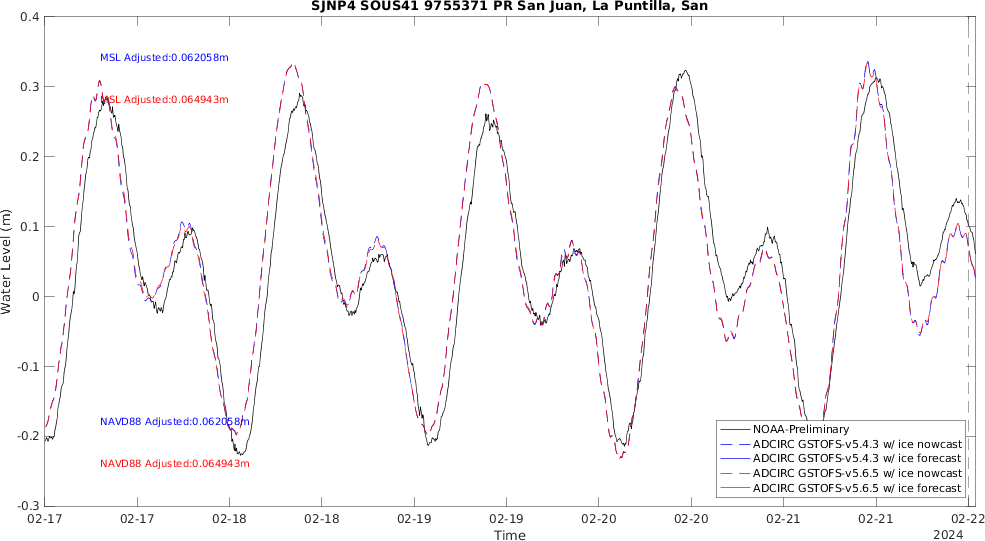 SJNP4 SOUS41 9755371 PR San Juan, La Puntilla, San
0.4
0.3
0.2
0.1
0
-0.1
-0.2
-0.3
Water Level (m)
MSL Adjusted:0.062058m
MSL Adjusted:0.064943m
NAVD88 Adjusted:0.062058m
NAVD88 Adjusted:0.064943m
NOAA-Preliminary
ADCIRC GSTOFS-v5.4.3 w/ ice nowcast
ADCIRC GSTOFS-v5.4.3 w/ ice forecast
ADCIRC GSTOFS-v5.6.5 w/ ice nowcast
ADCIRC GSTOFS-v5.6.5 w/ ice forecast
02-17 02-17 02-18 02-18 02-19 02-19 02-20 02-20 02-21 02-21 02-22
Time
2024